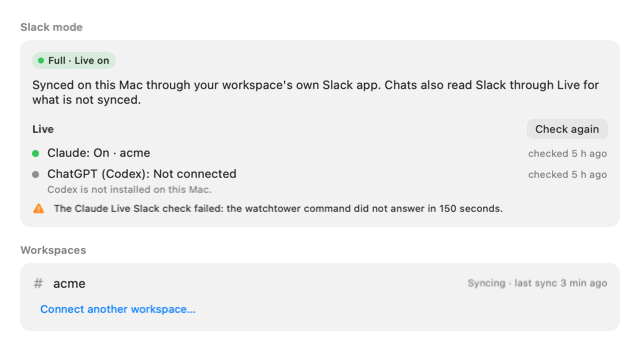 Slack mode
Full · Live on
Synced on this Mac through your workspace's own Slack app. Chats also read Slack through Live for
what is not synced.
Live
Check again
Claude: On · acme
checked 5 h ago
ChatGPT (Codex): Not connected
checked 5 h ago
Codex is not installed on this Mac.
The Claude Live Slack check failed: the watchtower command did not answer in 150 seconds.
Workspaces
# acme
Syncing · last sync 3 min ago
Connect another workspace...